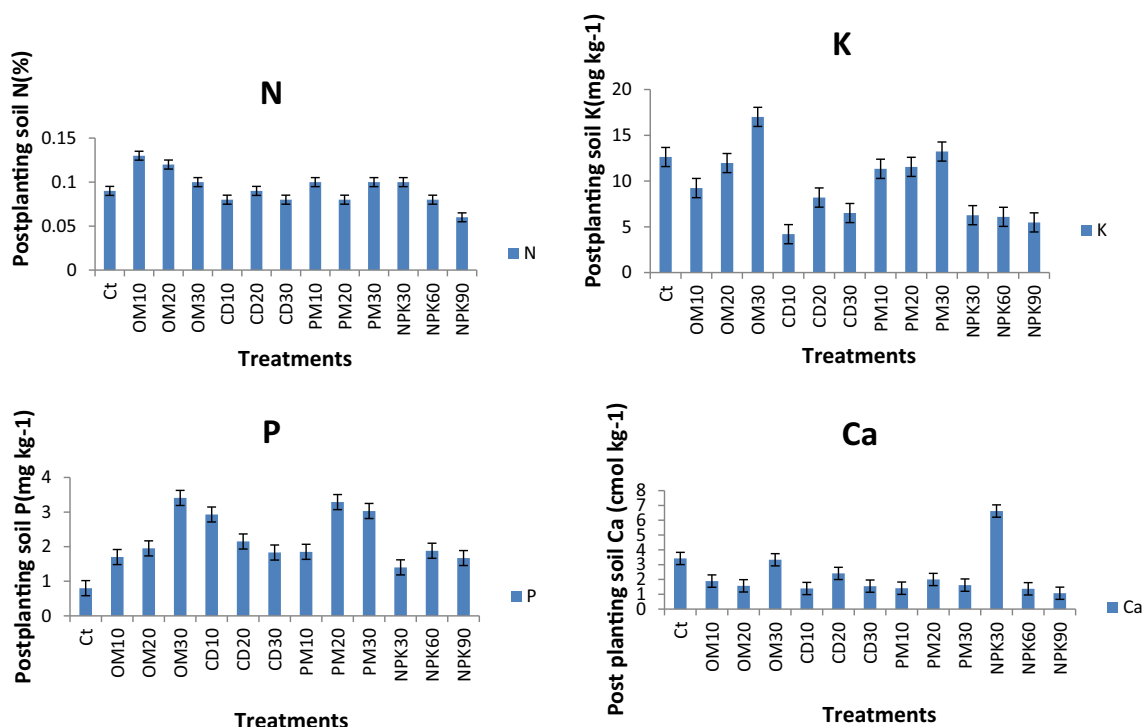 N
Postplanting soil N(%)
0.15
0.1
0.05
0
Ct
OM10
OM20
OM30
CD10
CD20
CD30
PM10
PM20
PM30
NPK30
NPK60
NPK90
Treatments
N
K
Postplanting soil K(mg kg-1)
20
15
10
5
0
Ct
OM10
OM20
OM30
CD10
CD20
CD30
PM10
PM20
PM30
NPK30
NPK60
NPK90
Treatments
K
P
Postplanting soil P(mg kg-1)
4
3
2
1
0
Ct
OM10
OM20
OM30
CD10
CD20
CD30
PM10
PM20
PM30
NPK30
NPK60
NPK90
Treatments
P
Ca
Post planting soil Ca (cmol kg-1)
8
7
6
5
4
3
2
1
0
Ct
OM10
OM20
OM30
CD10
CD20
CD30
PM10
PM20
PM30
NPK30
NPK60
NPK90
Treatments
Ca